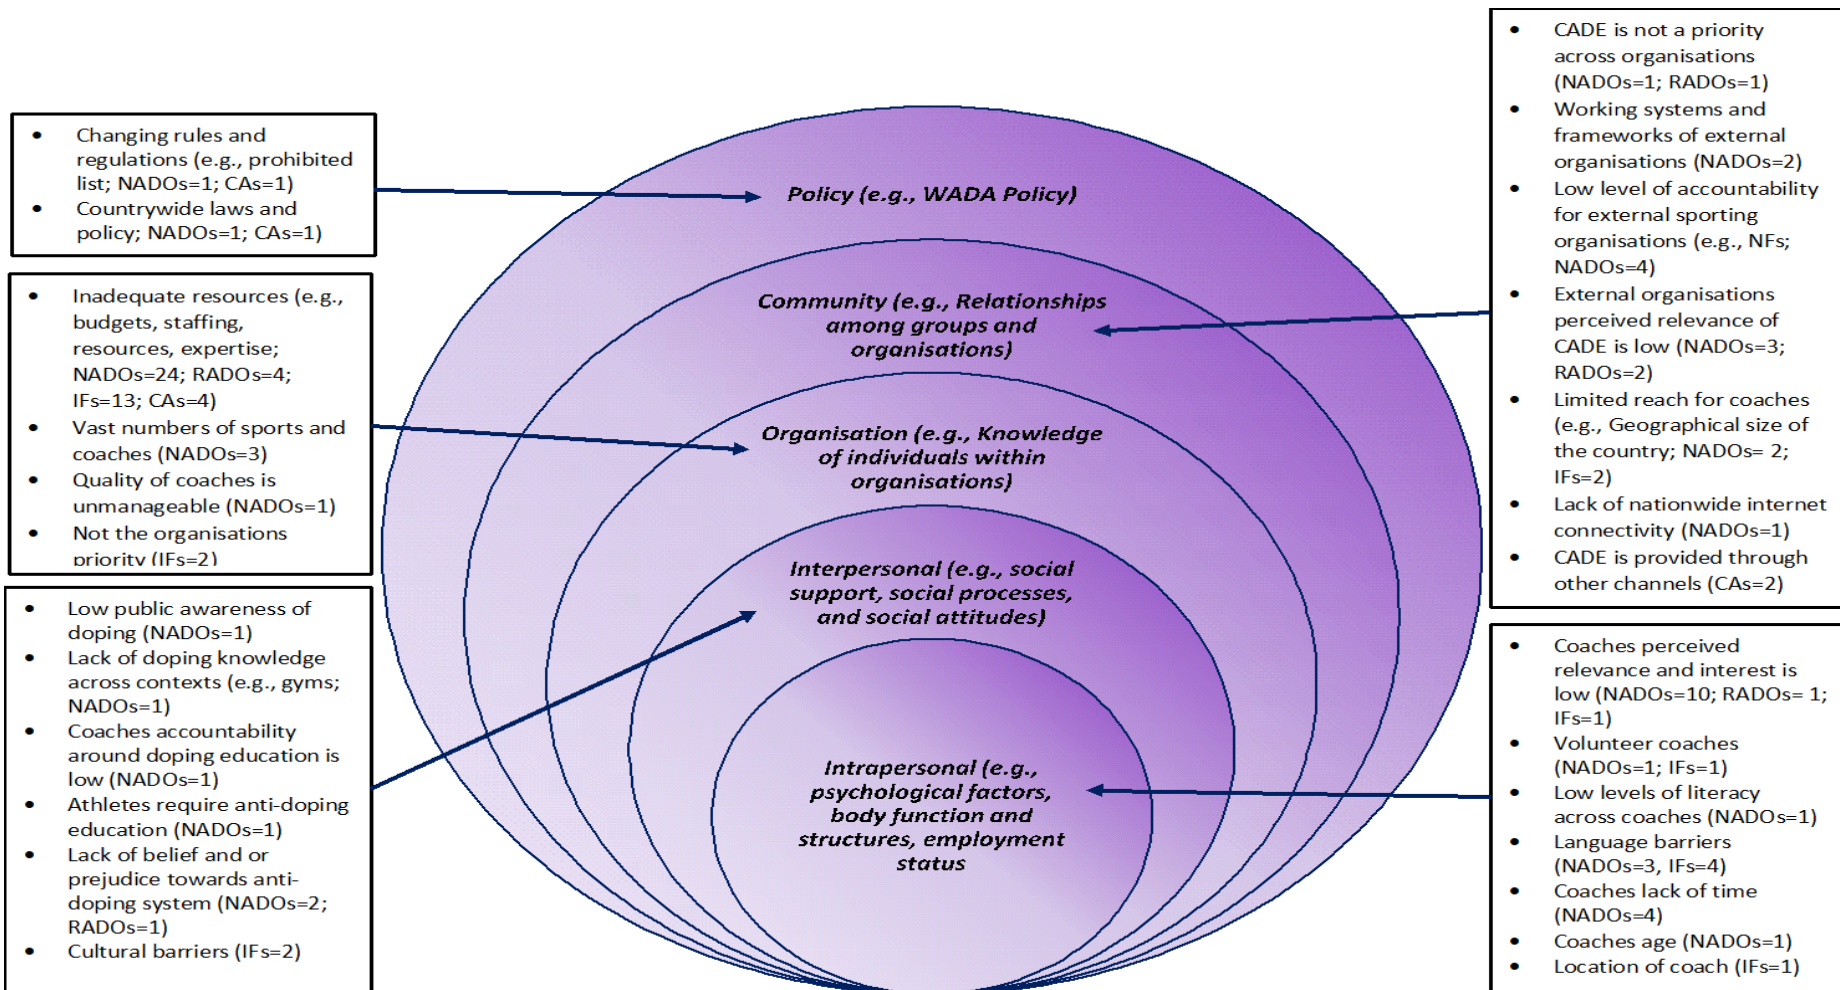 • Changing rules and
regulations (e.g., prohibited
list; NADOs=1; CAs=1)
• Countrywide laws and
policy; NADOs=1; CAs=1)
• Inadequate resources (e.g.,
budgets, staffing,
resources, expertise;
NADOs=24; RADOs=4;
IFs=13; CAs=4)
• Vast numbers of sports and
coaches (NADOs=3)
• Quality of coaches is
unmanageable (NADOs=1)
• Not the organisations
priority (IFs=2)
• Low public awareness of
doping (NADOs=1)
• Lack of doping knowledge
across contexts (e.g., gyms;
NADOs=1)
• Coaches accountability
around doping education is
low (NADOs=1)
• Athletes require anti-doping
education (NADOs=1)
• Lack of belief and or
prejudice towards anti-
doping system (NADOs=2;
RADOs=1)
• Cultural barriers (IFs=2)
Policy (e.g., WADA Policy)
Community (e.g., Relationships
among groups and
organisations)
Organisation (e.g., Knowledge
of individuals within
organisations)
Interpersonal (e.g., social
support, social processes,
and social attitudes)
Intrapersonal (e.g.,
psychological factors,
body function and
structures, employment
status
• CADE is not a priority
across organisations
(NADOs=1; RADOs=1)
• Working systems and
frameworks of external
organisations (NADOs=2)
• Low level of accountability
for external sporting
organisations (e.g., NFs;
NADOs=4)
• External organisations
perceived relevance of
CADE is low (NADOs=3;
RADOs=2)
• Limited reach for coaches
(e.g., Geographical size of
the country; NADOs= 2;
IFs=2)
• Lack of nationwide internet
connectivity (NADOs=1)
• CADE is provided through
other channels (CAs=2)
• Coaches perceived
relevance and interest is
low (NADOs=10; RADOs= 1;
IFs=1)
• Volunteer coaches
(NADOs=1; IFs=1)
• Low levels of literacy
across coaches (NADOs=1)
• Language barriers
(NADOs=3, IFs=4)
• Coaches lack of time
(NADOs=4)
• Coaches age (NADOs=1)
• Location of coach (IFs=1)